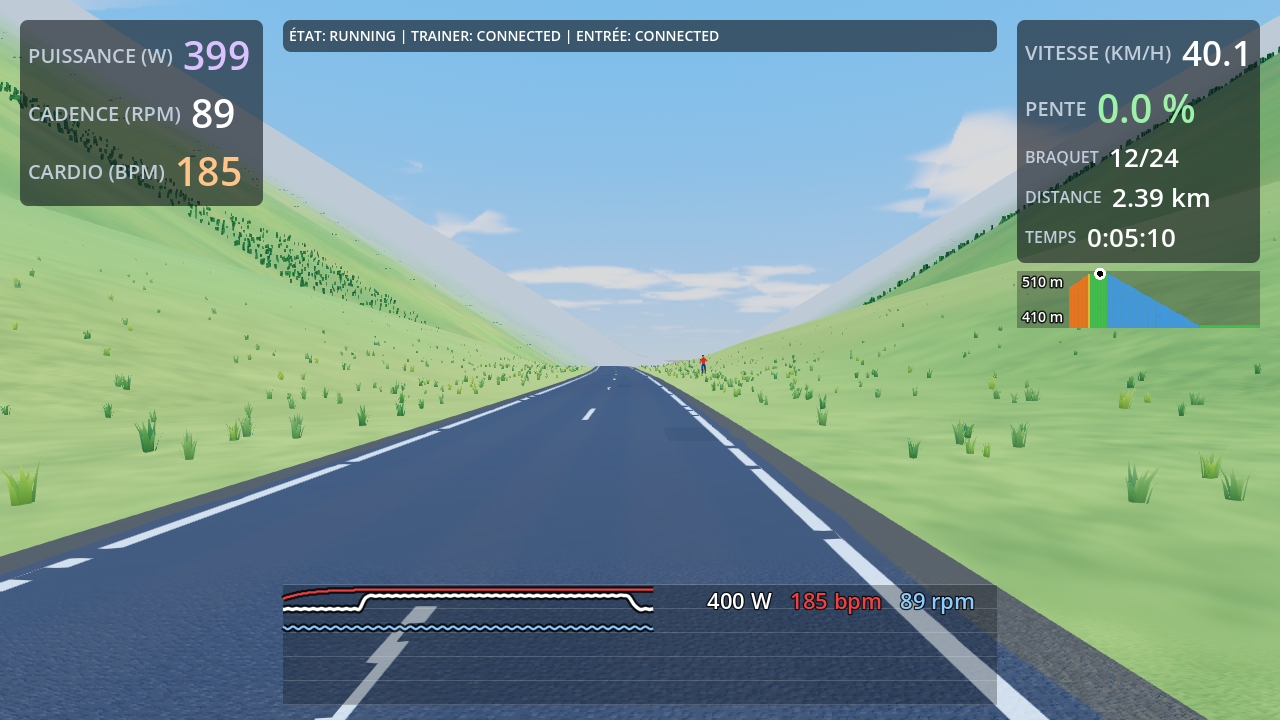 PUISSANCE (W) 399
CADENCE (RPM) 89
CARDIO (BPM) 185
ÉTAT: RUNNING | TRAINER: CONNECTED | ENTRÉE: CONNECTED
VITESSE (KM/H) 40.1
PENTE 0.0 %
BRAQUET 12/24
DISTANCE 2.39 km
TEMPS 0:05:10
510 m
410 m
400 W 185 bpm 89 rpm